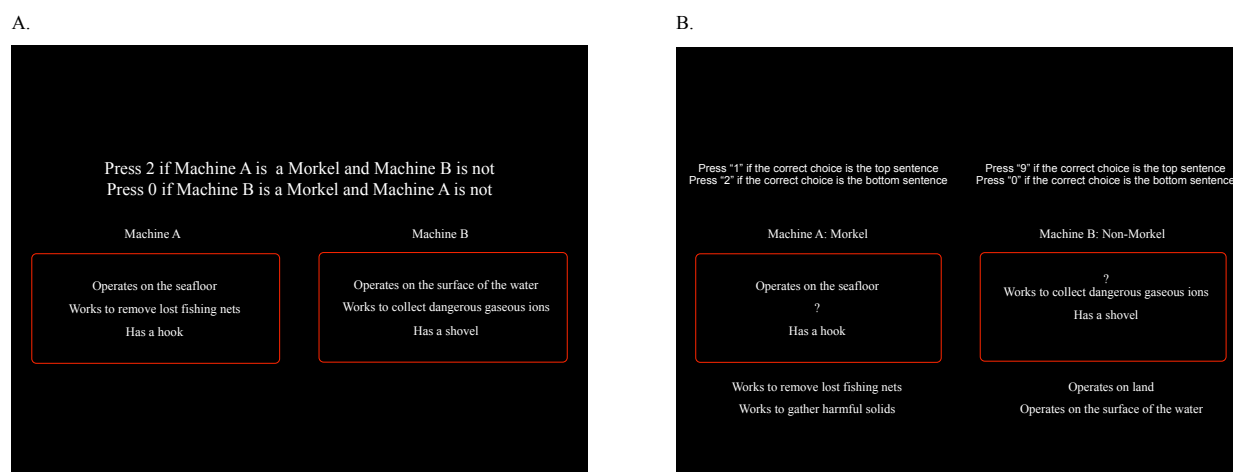 A.
Press 2 if Machine A is a Morkel and Machine B is not
Press 0 if Machine B is a Morkel and Machine A is not
Machine A
Operates on the seafloor
Works to remove lost fishing nets
Has a hook
Machine B
Operates on the surface of the water
Works to collect dangerous gaseous ions
Has a shovel
B.
Press “1” if the correct choice is the top sentence
Press “2” if the correct choice is the bottom sentence
Machine A: Morkel
Operates on the seafloor
?
Has a hook
Works to remove lost fishing nets
Works to gather harmful solids
Press “9” if the correct choice is the top sentence
Press “0” if the correct choice is the bottom sentence
Machine B: Non-Morkel
?
Works to collect dangerous gaseous ions
Has a shovel
Operates on land
Operates on the surface of the water